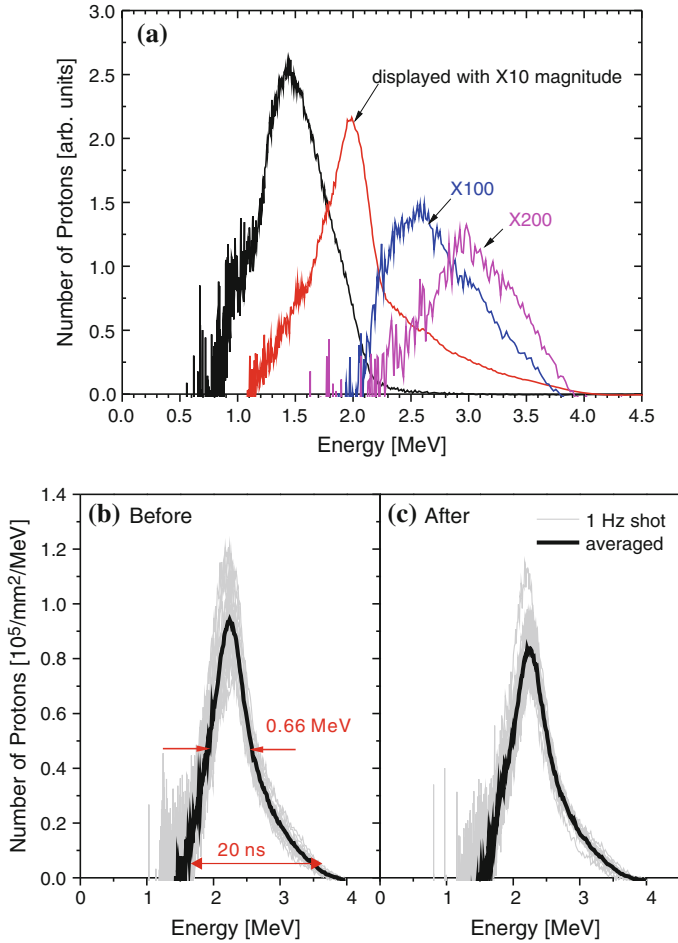 (a)
3.0
2.5
2.0
1.5
1.0
0.5
0.0
Number of Protons [arb. units]
displayed with X10 magnitude
X100
X200
0.0 0.5 1.0 1.5 2.0 2.5 3.0 3.5 4.0 4.5
Energy [MeV]
(b) Before
1.4
1.2
1.0
0.8
0.6
0.4
0.2
0.0
Number of Protons [10⁵/mm²/MeV]
0.66 MeV
20 ns
0 1 2 3 4
Energy [MeV]
(c) After
1 Hz shot
averaged
1 2 3 4 5
Energy [MeV]